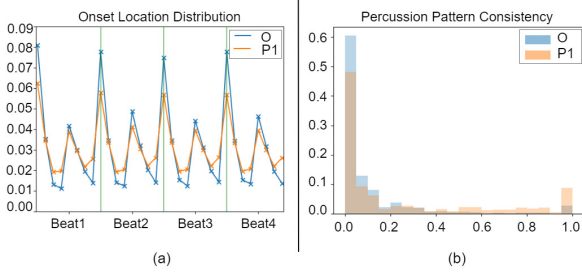 Onset Location Distribution
O
P1
0.09
0.08
0.07
0.06
0.05
0.04
0.03
0.02
0.01
0.00
Beat1 Beat2 Beat3 Beat4
(a)
Percussion Pattern Consistency
O
P1
0.6
0.5
0.4
0.3
0.2
0.1
0.0
0.0 0.2 0.4 0.6 0.8 1.0
(b)